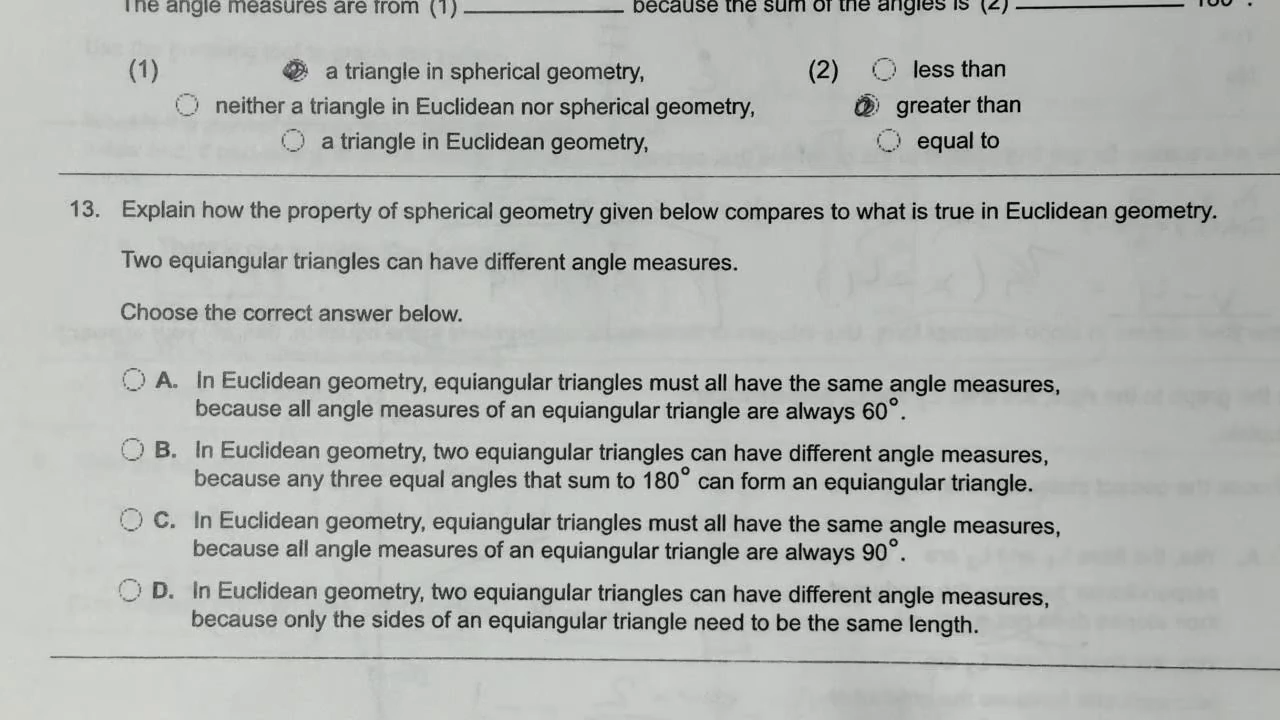 The angle measures are from (1) __________ because the sum of the angles is (2) __________ 180°.
(1) a triangle in spherical geometry, (2) less than
neither a triangle in Euclidean nor spherical geometry, greater than
a triangle in Euclidean geometry, equal to
13. Explain how the property of spherical geometry given below compares to what is true in Euclidean geometry.
Two equiangular triangles can have different angle measures.
Choose the correct answer below.
A. In Euclidean geometry, equiangular triangles must all have the same angle measures,
because all angle measures of an equiangular triangle are always 60°.
B. In Euclidean geometry, two equiangular triangles can have different angle measures,
because any three equal angles that sum to 180° can form an equiangular triangle.
C. In Euclidean geometry, equiangular triangles must all have the same angle measures,
because all angle measures of an equiangular triangle are always 90°.
D. In Euclidean geometry, two equiangular triangles can have different angle measures,
because only the sides of an equiangular triangle need to be the same length.